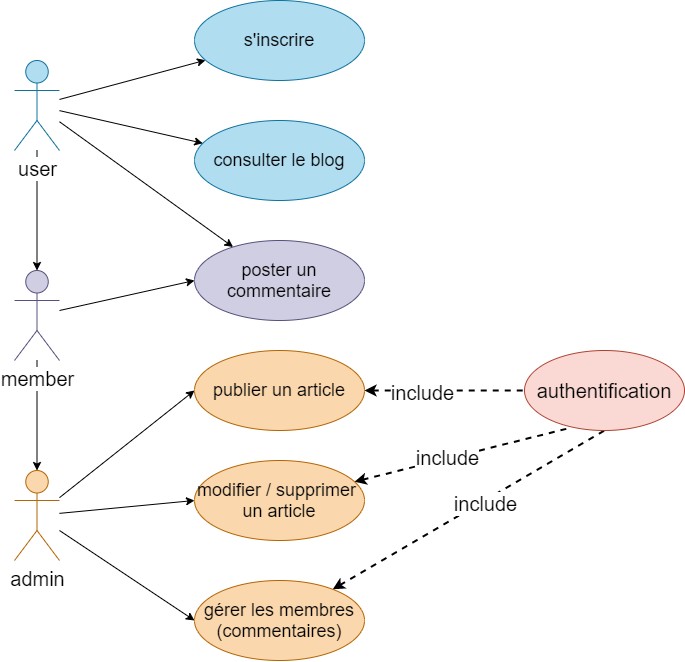 s'inscrire
consulter le blog
user
poster un
commentaire
member
publier un article
include
authentification
include
modifier / supprimer
un article
include
admin
gérer les membres
(commentaires)